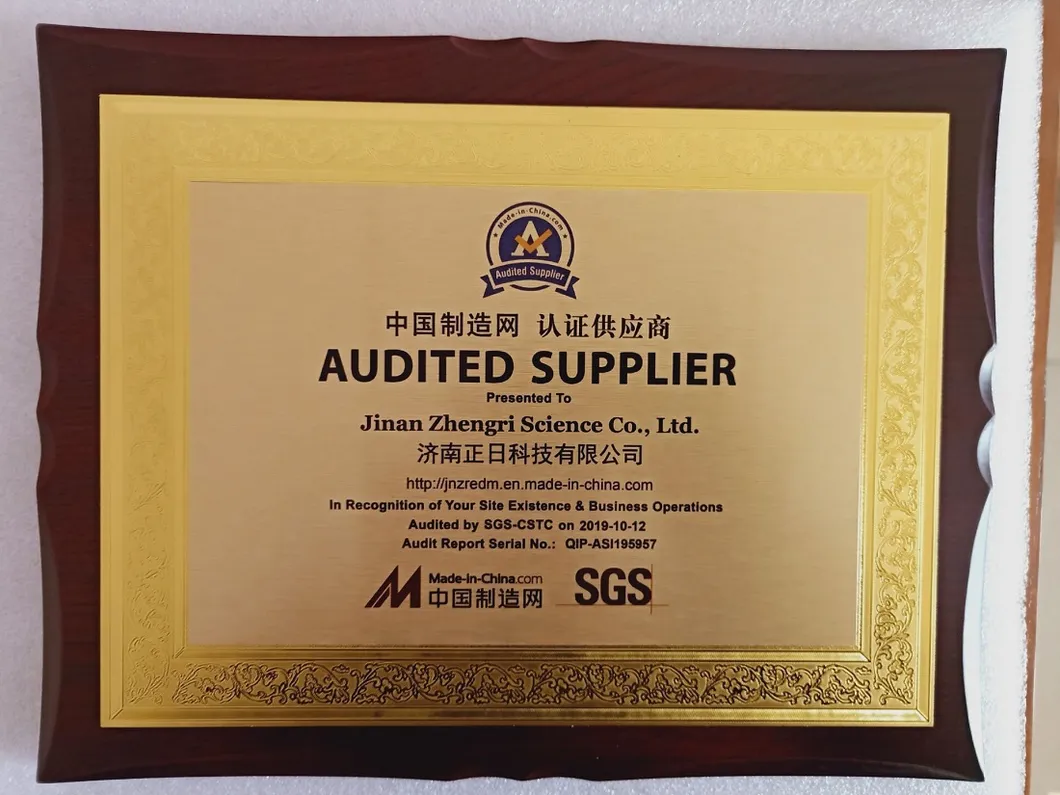 Made-in-China.com
A
Audited Supplier
中国制造网 认证供应商
AUDITED SUPPLIER
Presented To
Jinan Zhengri Science Co., Ltd.
济南正日科技有限公司
http://jnzredm.en.made-in-china.com
In Recognition of Your Site Existence & Business Operations
Audited by SGS-CSTC on 2019-10-12
Audit Report Serial No.: QIP-ASI195957
Made-in-China.com
中国制造网
SGS